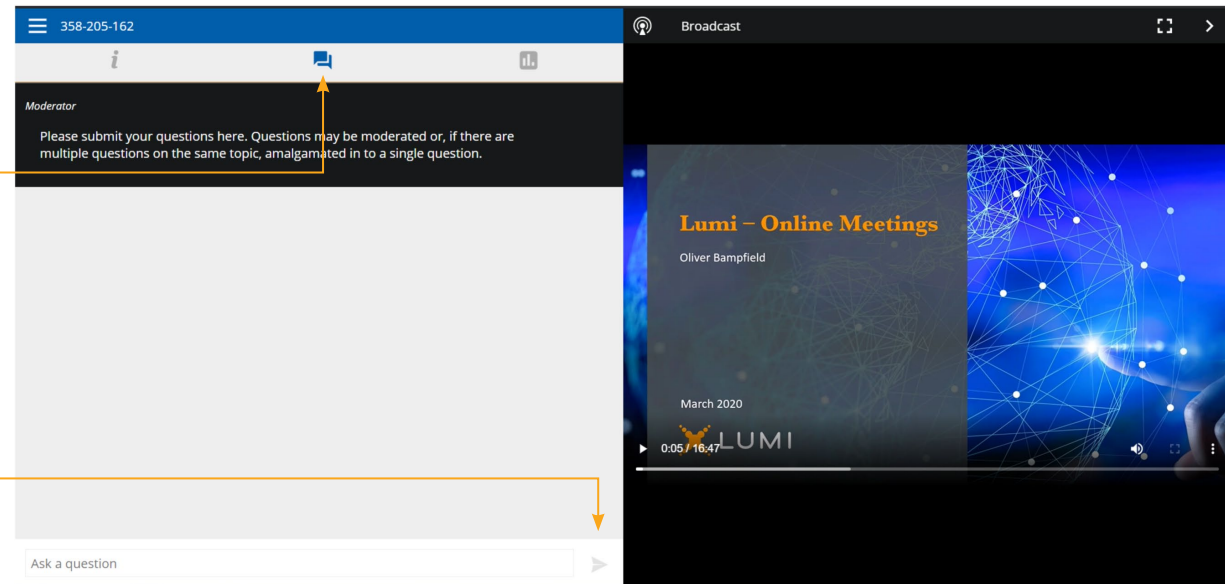 358-205-162
Moderator
Please submit your questions here. Questions may be moderated or, if there are
multiple questions on the same topic, amalgamated in to a single question.
Ask a question
Broadcast
Lumi – Online Meetings
Oliver Bampfield
March 2020
LUMI
0:05 / 16:47